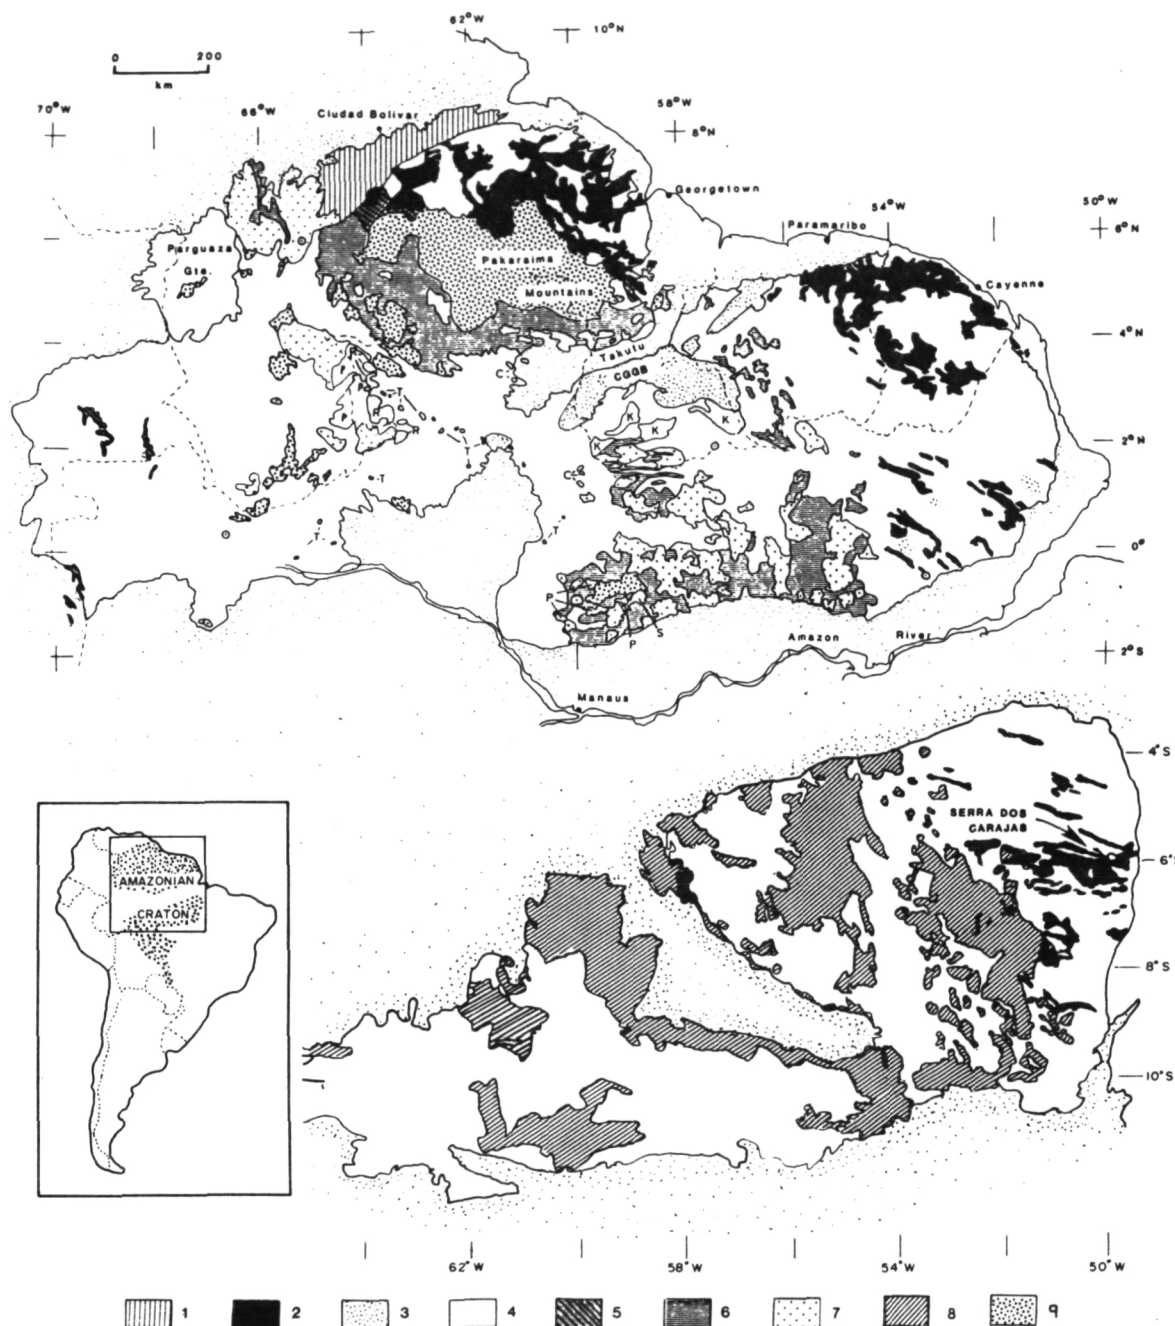 62°W
10°N
0 200
km
70°W
66°W
Ciudad Bolivar
58°W
8°N
Georgetown
54°W
50°W
Paramaribo
6°N
Parguaza
Gte.
Pakaraima
Mountains
Cayenne
4°N
Takutu
C
CGGB
P
P
T
P
R
R
K
K
K
K
2°N
T
T
T
T
0°
P
S
P
Amazon River
2°S
Manaus
4°S
SERRA DOS
CARAJAS
6°S
AMAZONIAN
CRATON
8°S
10°S
62°W
58°W
54°W
50°W
1 2 3 4 5 6 7 8 9